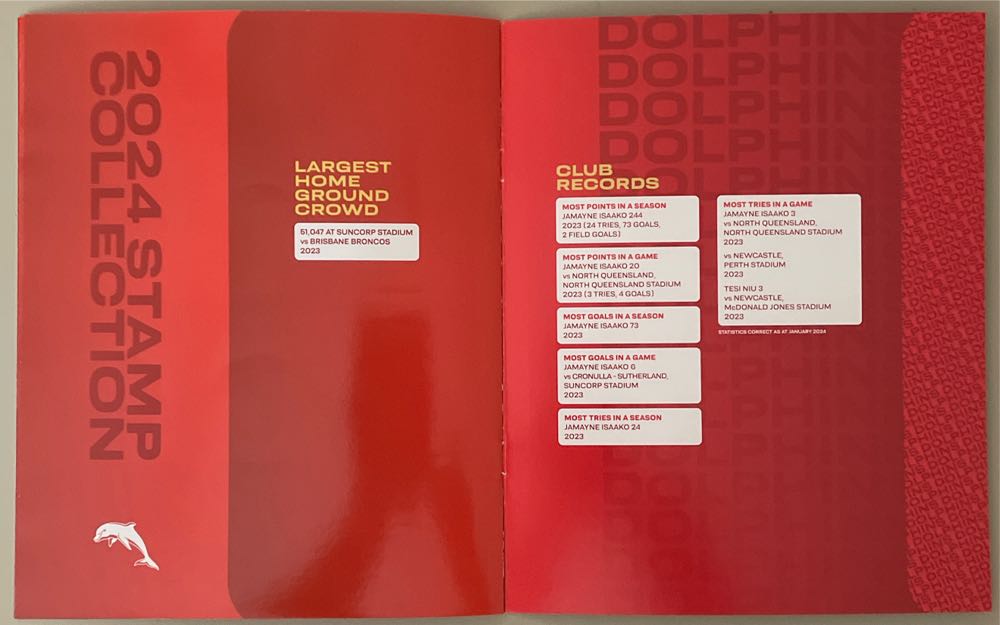 2024 STAMP
COLLECTION
LARGEST
HOME
GROUND
CROWD
51,047 AT SUNCORP STADIUM
vs BRISBANE BRONCOS
2023
DOLPHINS
DOLPHINS
DOLPHINS
DOLPHINS
DOLPHINS
CLUB
RECORDS
MOST POINTS IN A SEASON
JAMAYNE ISAAKO 244
2023 (24 TRIES, 73 GOALS,
2 FIELD GOALS)
MOST POINTS IN A GAME
JAMAYNE ISAAKO 20
vs NORTH QUEENSLAND,
NORTH QUEENSLAND STADIUM
2023 (3 TRIES, 4 GOALS)
MOST GOALS IN A SEASON
JAMAYNE ISAAKO 73
2023
MOST GOALS IN A GAME
JAMAYNE ISAAKO 6
vs CRONULLA - SUTHERLAND,
SUNCORP STADIUM
2023
MOST TRIES IN A SEASON
JAMAYNE ISAAKO 24
2023
MOST TRIES IN A GAME
JAMAYNE ISAAKO 3
vs NORTH QUEENSLAND,
NORTH QUEENSLAND STADIUM
2023
vs NEWCASTLE,
PERTH STADIUM
2023
TESI NIU 3
vs NEWCASTLE,
McDONALD JONES STADIUM
2023
STATISTICS CORRECT AS AT JANUARY 2024